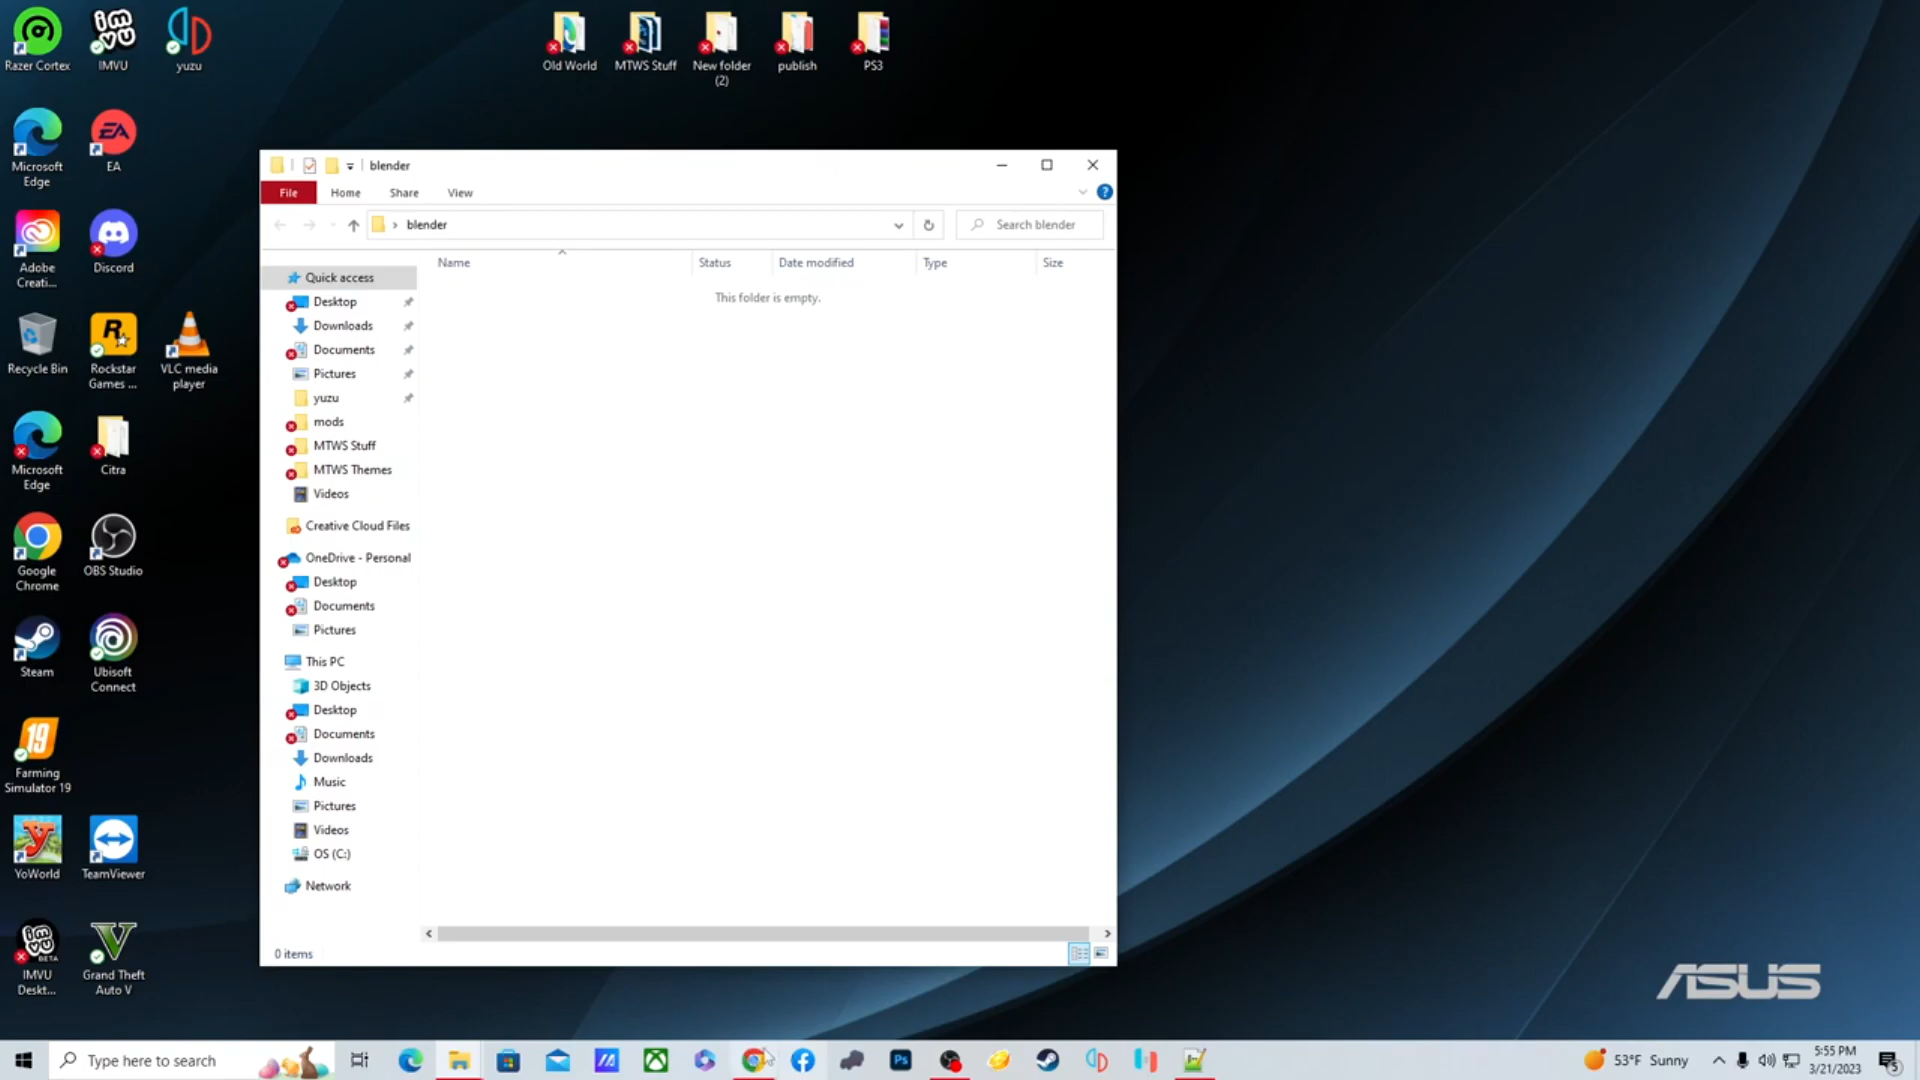 Razer Cortex
IMVU
yuzu
Old World
MTWS Stuff
New folder
(2)
publish
PS3
Microsoft
Edge
EA
Adobe
Creati...
Discord
Recycle Bin
Rockstar
Games ...
VLC media
player
Microsoft
Edge
Citra
Google
Chrome
OBS Studio
Steam
Ubisoft
Connect
Farming
Simulator 19
YoWorld
TeamViewer
IMVU
Deskt...
Grand Theft
Auto V
blender
File
Home
Share
View
blender
Search blender
Name
Status
Date modified
Type
Size
This folder is empty.
Quick access
Desktop
Downloads
Documents
Pictures
yuzu
mods
MTWS Stuff
MTWS Themes
Videos
Creative Cloud Files
OneDrive - Personal
Desktop
Documents
Pictures
This PC
3D Objects
Desktop
Documents
Downloads
Music
Pictures
Videos
OS (C:)
Network
0 items
ASUS
Type here to search
Ps
53°F Sunny
5:55 PM
3/21/2023
5